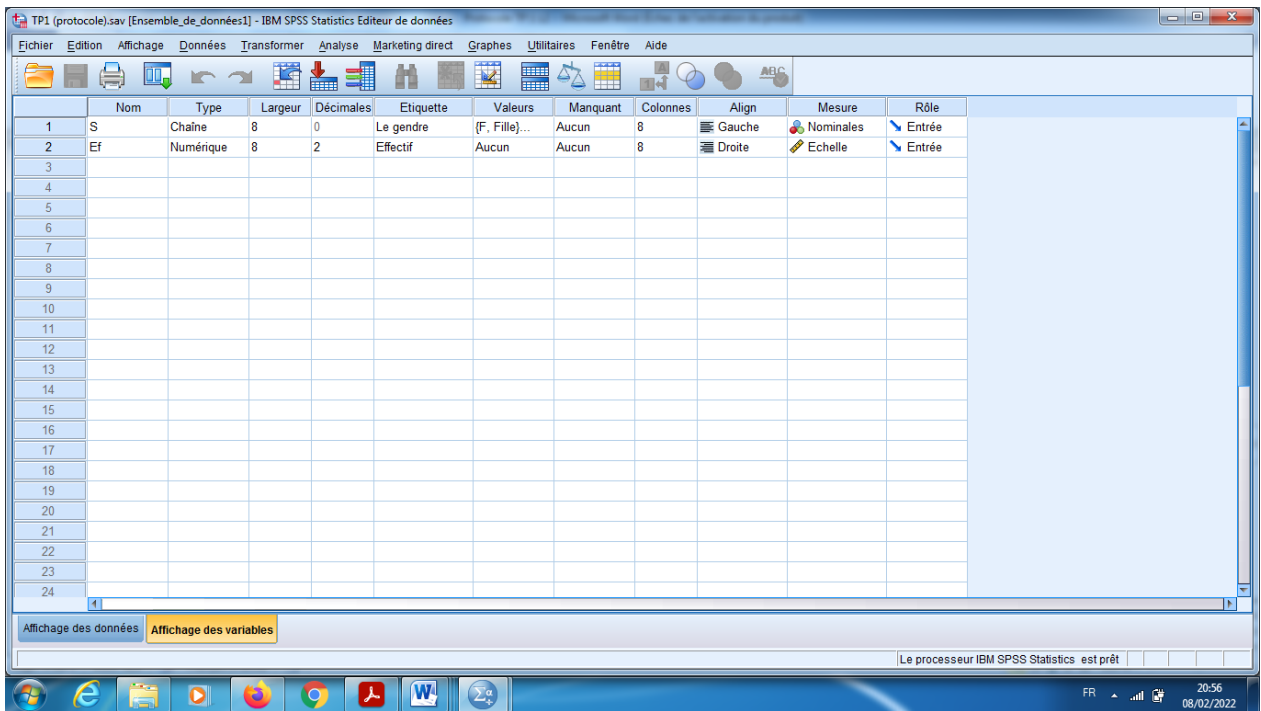 TP1 (protocole).sav [Ensemble_de_données1] - IBM SPSS Statistics Editeur de données
Fichier Edition Affichage Données Transformer Analyse Marketing direct Graphes Utilitaires Fenêtre Aide
Nom Type Largeur Décimales Etiquette Valeurs Manquant Colonnes Align Mesure Rôle
1 S Chaîne 8 0 Le gendre {F, Fille}... Aucun 8 Gauche Nominales Entrée
2 Ef Numérique 8 2 Effectif Aucun Aucun 8 Droite Echelle Entrée
3
4
5
6
7
8
9
10
11
12
13
14
15
16
17
18
19
20
21
22
23
24
Affichage des données Affichage des variables
Le processeur IBM SPSS Statistics est prêt
FR 20:56
08/02/2022